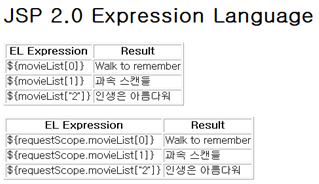 JSP 2.0 Expression Language
EL Expression Result
${movieList[0]} Walk to remember
${movieList[1]} 과속 스캔들
${movieList["2"]} 인생은 아름다워
EL Expression Result
${requestScope.movieList[0]} Walk to remember
${requestScope.movieList[1]} 과속 스캔들
${requestScope.movieList["2"]} 인생은 아름다워